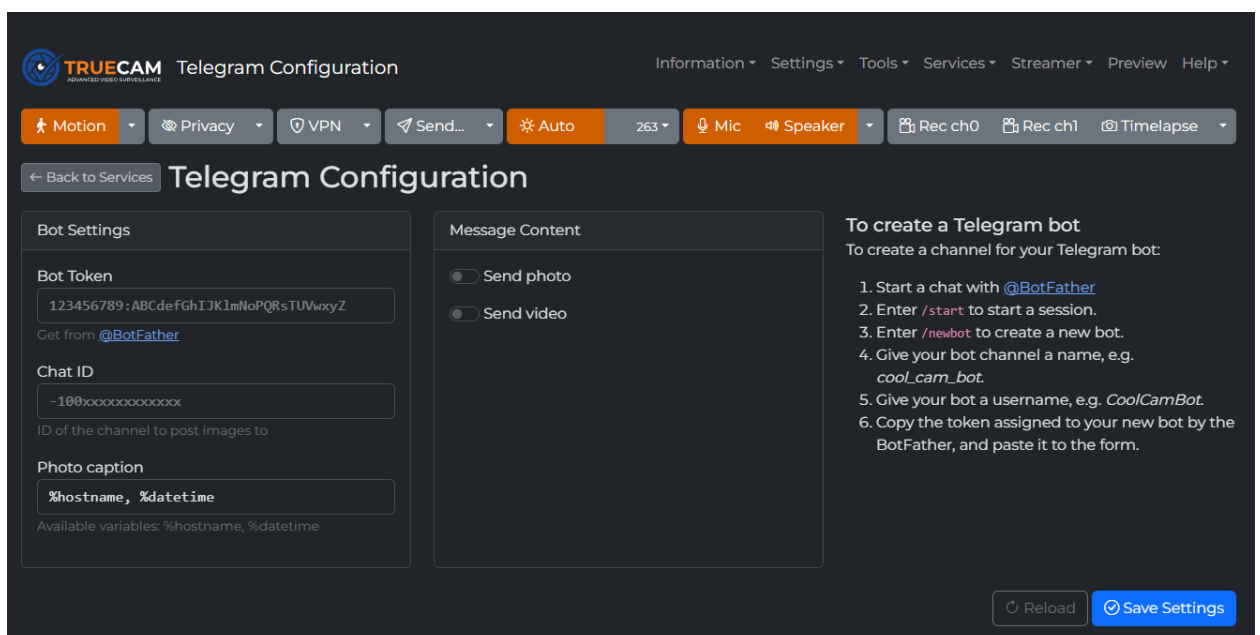 TRUECAM
ADVANCED VIDEO SURVEILLANCE
Telegram Configuration
Information Settings Tools Services Streamer Preview Help
Motion Privacy VPN Send... Auto 263 Mic Speaker Rec ch0 Rec ch1 Timelapse
← Back to Services Telegram Configuration
Bot Settings
Bot Token
123456789:ABCdefGhIJKlmNoPQRsTUVwxyZ
Get from @BotFather
Chat ID
-100xxxxxxxxxxxx
ID of the channel to post images to
Photo caption
%hostname, %datetime
Available variables: %hostname, %datetime
Message Content
Send photo
Send video
To create a Telegram bot
To create a channel for your Telegram bot:
1. Start a chat with @BotFather
2. Enter /start to start a session.
3. Enter /newbot to create a new bot.
4. Give your bot channel a name, e.g.
cool_cam_bot.
5. Give your bot a username, e.g. CoolCamBot.
6. Copy the token assigned to your new bot by the
BotFather, and paste it to the form.
Reload Save Settings